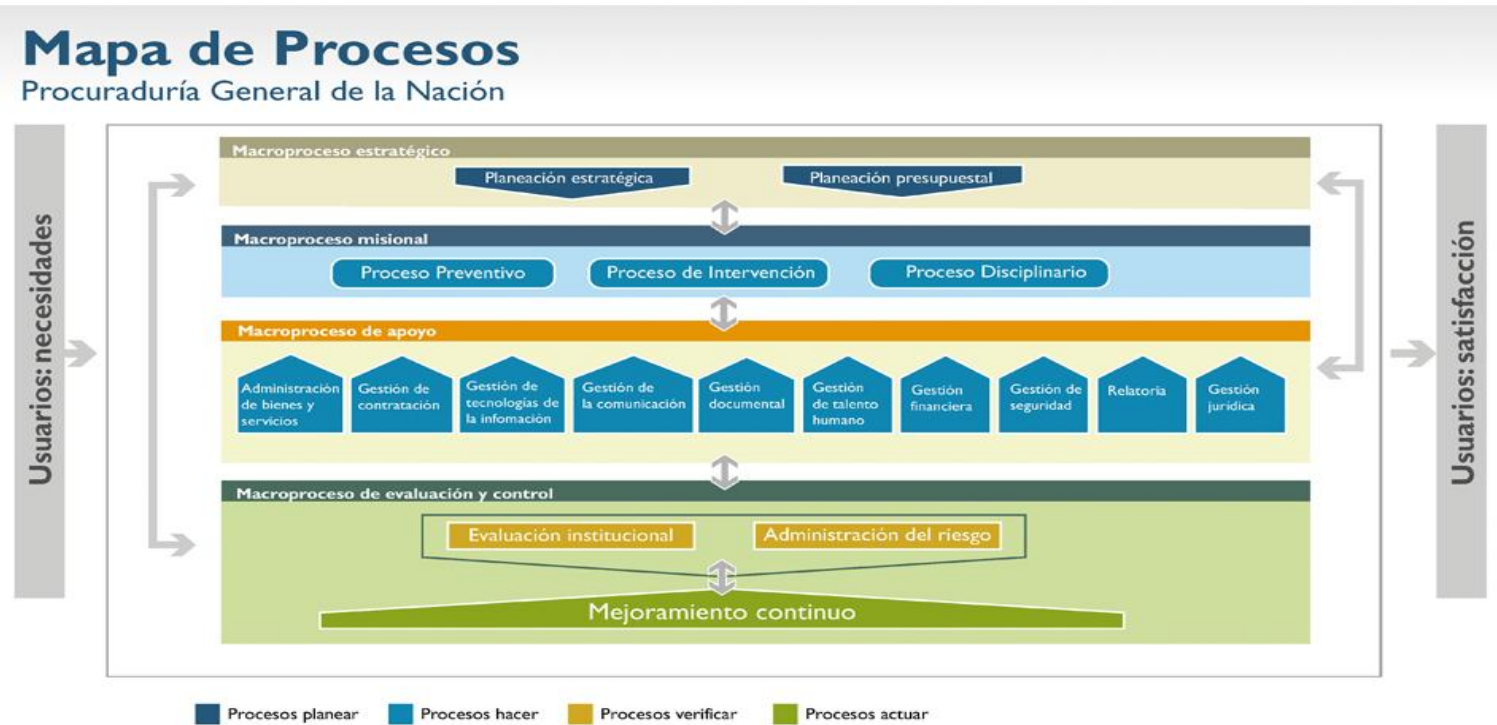 Mapa de Procesos
Procuraduría General de la Nación
Usuarios: necesidades
Macroproceso estratégico
Planeación estratégica
Planeación presupuestal
Macroproceso misional
Proceso Preventivo
Proceso de Intervención
Proceso Disciplinario
Macroproceso de apoyo
Administración
de bienes y
servicios
Gestión de
contratación
Gestión de
tecnologías de
la infomación
Gestión de
la comunicación
Gestión
documental
Gestión
de talento
humano
Gestión
financiera
Gestión de
seguridad
Relatoria
Gestión
jurídica
Macroproceso de evaluación y control
Evaluación institucional
Administración del riesgo
Mejoramiento continuo
Usuarios: satisfacción
Procesos planear
Procesos hacer
Procesos verificar
Procesos actuar